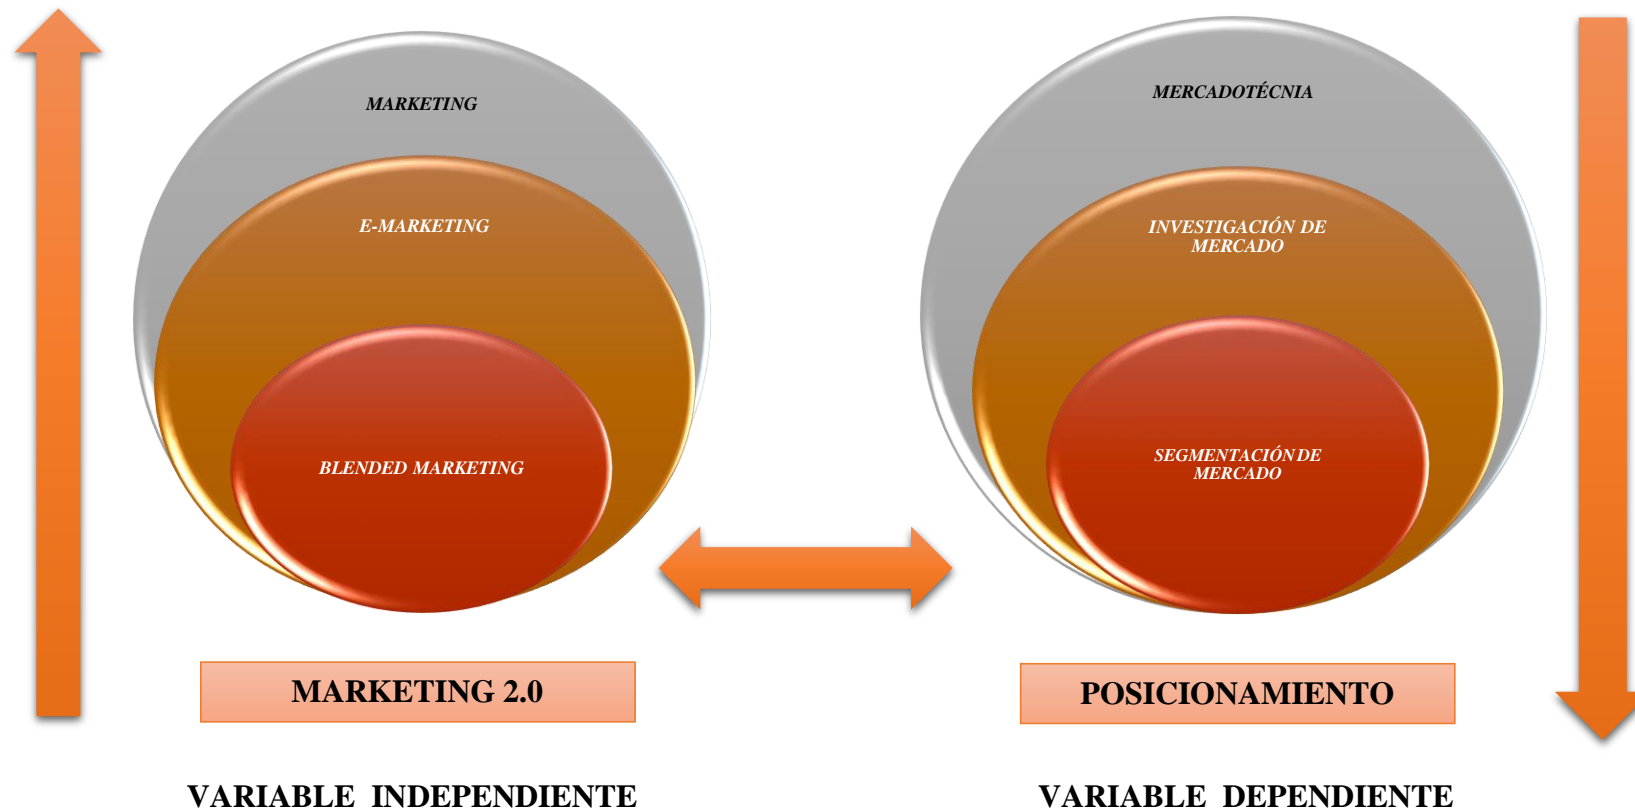 MARKETING
E-MARKETING
BLENDED MARKETING
MARKETING 2.0
VARIABLE INDEPENDIENTE
MERCADOTÉCNIA
INVESTIGACIÓN DE
MERCADO
SEGMENTACIÓN DE
MERCADO
POSICIONAMIENTO
VARIABLE DEPENDIENTE